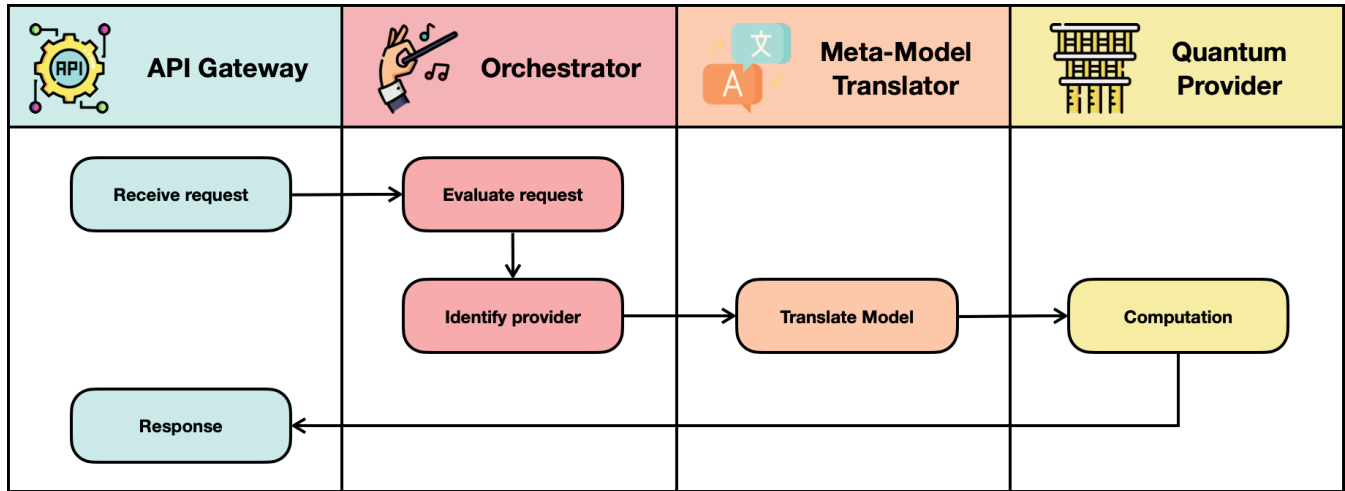 API
API Gateway
Orchestrator
文
A
Meta-Model
Translator
Quantum
Provider
Receive request
Evaluate request
Identify provider
Translate Model
Computation
Response